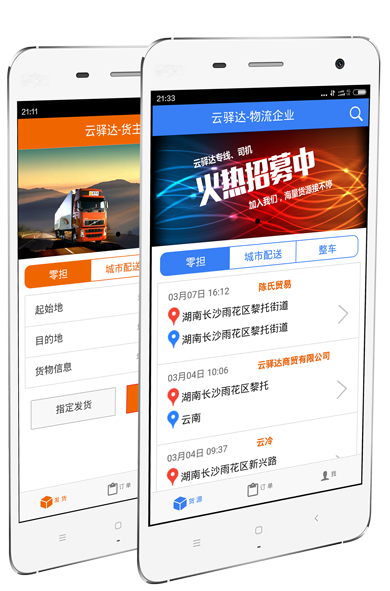 21:11
云驿达-货主
零担
城市配送
起始地
目的地
货物信息
指定发货
发货
订单
21:33
云驿达-物流企业
云驿达专线、司机
火热招募中
加入我们，海量货源接不停
零担
城市配送
整车
03月07日 16:12
陈氏贸易
湖南长沙雨花区黎托街道
湖南长沙雨花区黎托街道
03月04日 10:06
云驿达商贸有限公司
湖南长沙雨花区黎托
云南
03月04日 09:37
云冷
湖南长沙雨花区新兴路
货源
订单
我